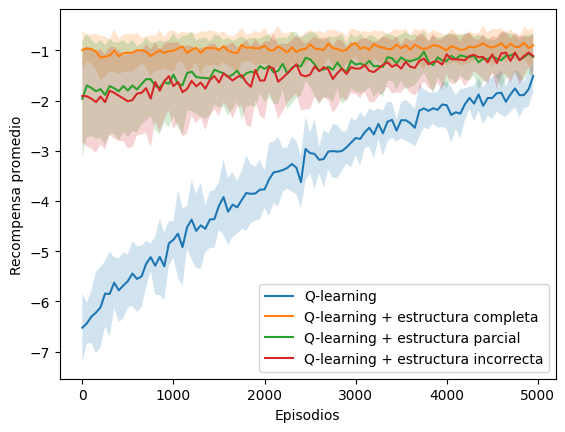 −1
−2
−3
−4
−5
−6
−7
Recompensa promedio
0 1000 2000 3000 4000 5000
Episodios
Q-learning
Q-learning + estructura completa
Q-learning + estructura parcial
Q-learning + estructura incorrecta